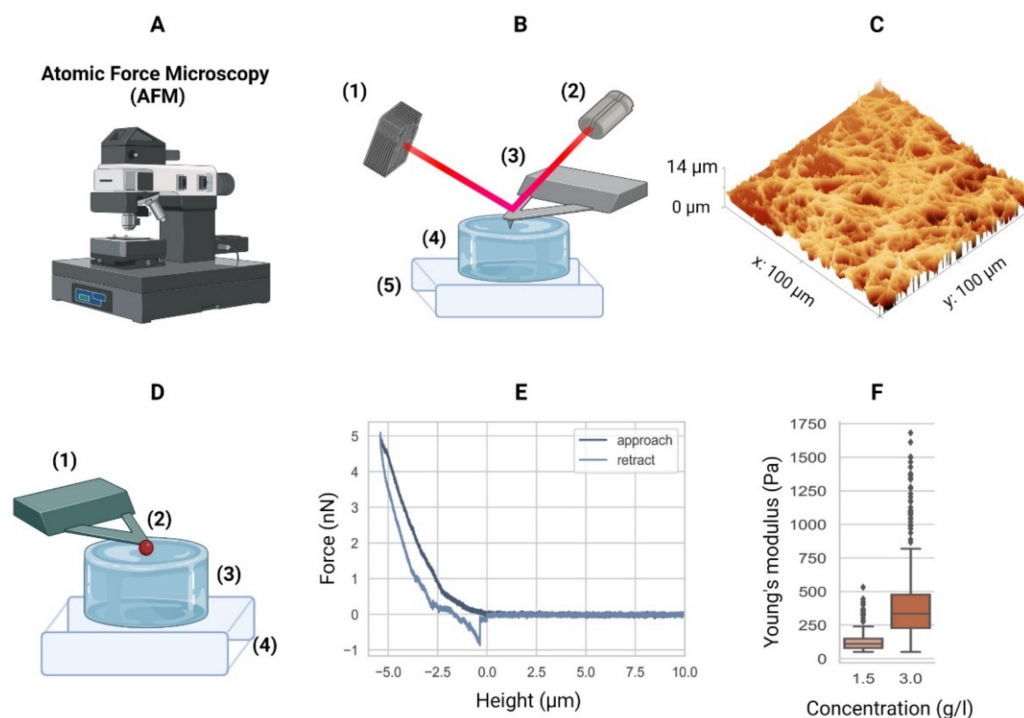 A
Atomic Force Microscopy
(AFM)
B
(1)
(2)
(3)
(4)
(5)
C
14 μm
0 μm
x: 100 μm
y: 100 μm
D
(1)
(2)
(3)
(4)
E
approach
retract
Force (nN)
5
4
3
2
1
0
−1
−5.0
−2.5
0.0
2.5
5.0
7.5
10.0
Height (μm)
F
Young's modulus (Pa)
1750
1500
1250
1000
750
500
250
0
1.5
3.0
Concentration (g/l)